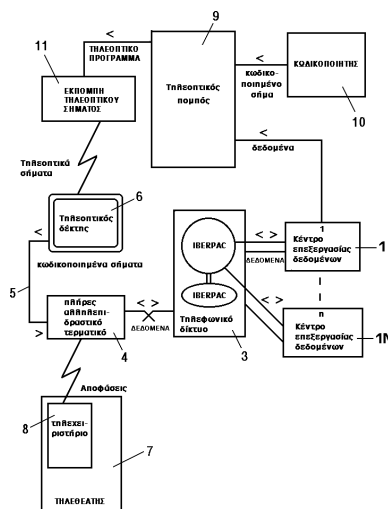 9
11
ΤΗΛΕΟΠΤΙΚΟ
ΠΡΟΓΡΑΜΜΑ
<
<
ΕΚΠΟΜΠΗ
ΤΗΛΕΟΠΤΙΚΟΥ
ΣΗΜΑΤΟΣ
Τηλεοπτικός
πομπός
κωδικο-
ποιημένο
σήμα
ΚΩΔΙΚΟΠΟΙΗΤΗΣ
10
<
δεδομένα
Τηλεοπτικά
σήματα
6
Τηλεοπτικός
δέκτης
<
κωδικοποιημένα σήματα
5
>
πλήρες
αλληλεπι-
δραστικό
τερματικό
4
< >
ΔΕΔΟΜΕΝΑ
IBERPAC
IBERPAC
Τηλεφωνικό
δίκτυο
3
< >
ΔΕΔΟΜΕΝΑ
1
Κέντρο
επεξεργασίας
δεδομένων
1
< >
n
Κέντρο
επεξεργασίας
δεδομένων
1N
Αποφάσεις
8
τηλεχει-
ριστήριο
7
ΤΗΛΕΘΕΑΤΗΣ